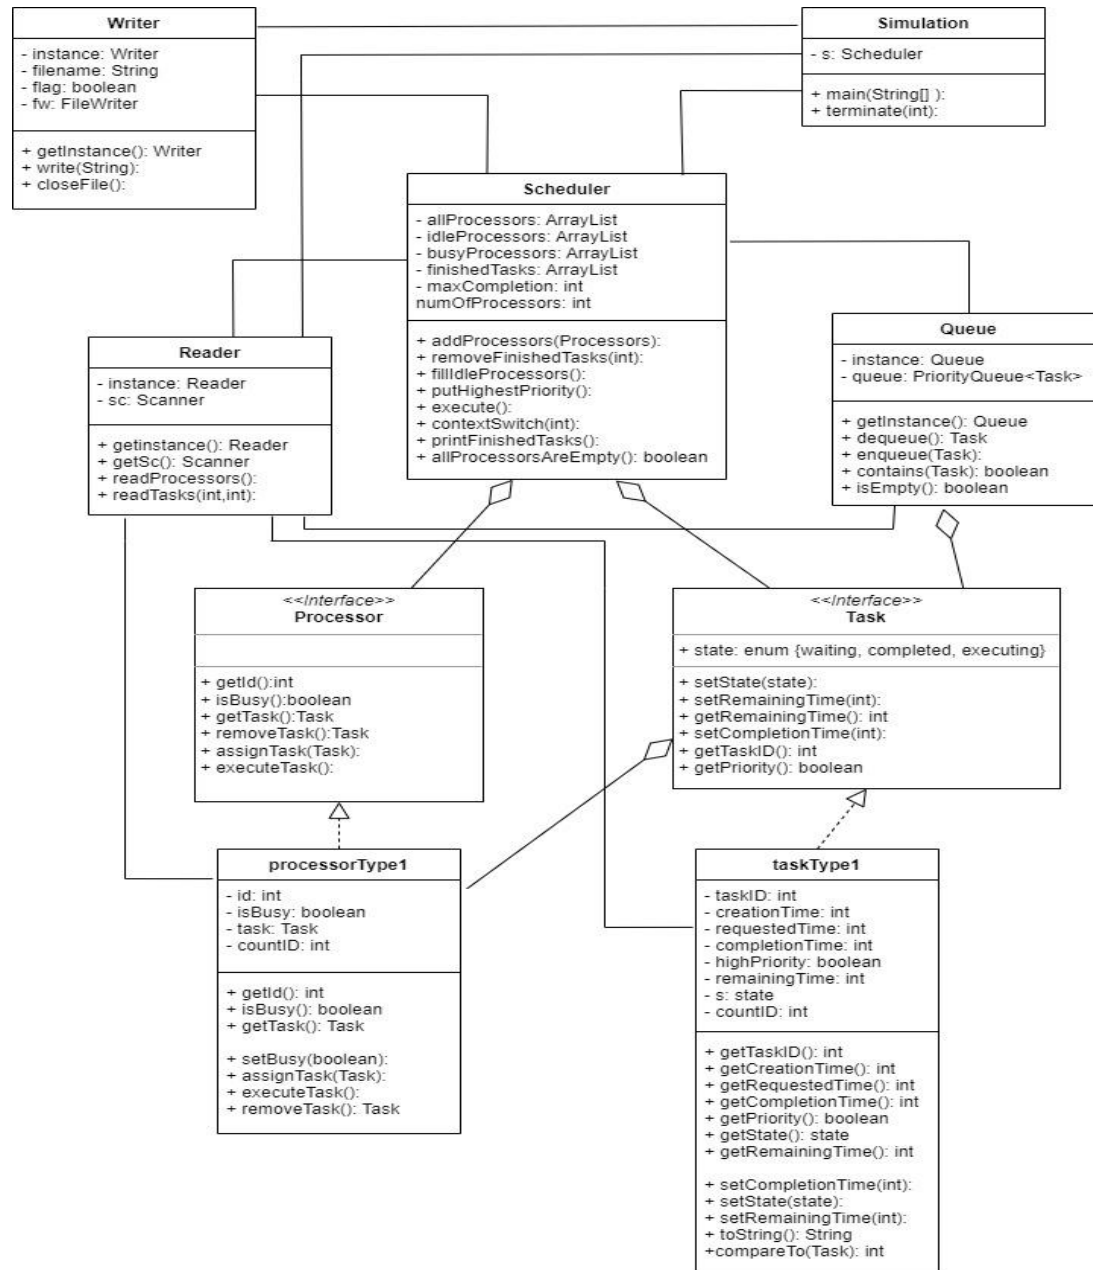 Writer
- instance: Writer
- filename: String
- flag: boolean
- fw: FileWriter
+ getInstance(): Writer
+ write(String):
+ closeFile():
Simulation
- s: Scheduler
+ main(String[] ):
+ terminate(int):
Scheduler
- allProcessors: ArrayList
- idleProcessors: ArrayList
- busyProcessors: ArrayList
- finishedTasks: ArrayList
- maxCompletion: int
numOfProcessors: int
+ addProcessors(Processors):
+ removeFinishedTasks(int):
+ fillIdleProcessors():
+ putHighestPriority():
+ execute():
+ contextSwitch(int):
+ printFinishedTasks():
+ allProcessorsAreEmpty(): boolean
Reader
- instance: Reader
- sc: Scanner
+ getinstance(): Reader
+ getSc(): Scanner
+ readProcessors():
+ readTasks(int,int):
Queue
- instance: Queue
- queue: PriorityQueue<Task>
+ getInstance(): Queue
+ dequeue(): Task
+ enqueue(Task):
+ contains(Task): boolean
+ isEmpty(): boolean
<<Interface>>
Processor
+ getId():int
+ isBusy():boolean
+ getTask():Task
+ removeTask():Task
+ assignTask(Task):
+ executeTask():
<<Interface>>
Task
+ state: enum {waiting, completed, executing}
+ setState(state):
+ setRemainingTime(int):
+ getRemainingTime(): int
+ setCompletionTime(int):
+ getTaskID(): int
+ getPriority(): boolean
processorType1
- id: int
- isBusy: boolean
- task: Task
- countID: int
+ getId(): int
+ isBusy(): boolean
+ getTask(): Task
+ setBusy(boolean):
+ assignTask(Task):
+ executeTask():
+ removeTask(): Task
taskType1
- taskID: int
- creationTime: int
- requestedTime: int
- completionTime: int
- highPriority: boolean
- remainingTime: int
- s: state
- countID: int
+ getTaskID(): int
+ getCreationTime(): int
+ getRequestedTime(): int
+ getCompletionTime(): int
+ getPriority(): boolean
+ getState(): state
+ getRemainingTime(): int
+ setCompletionTime(int):
+ setState(state):
+ setRemainingTime(int):
+ toString(): String
+compareTo(Task): int